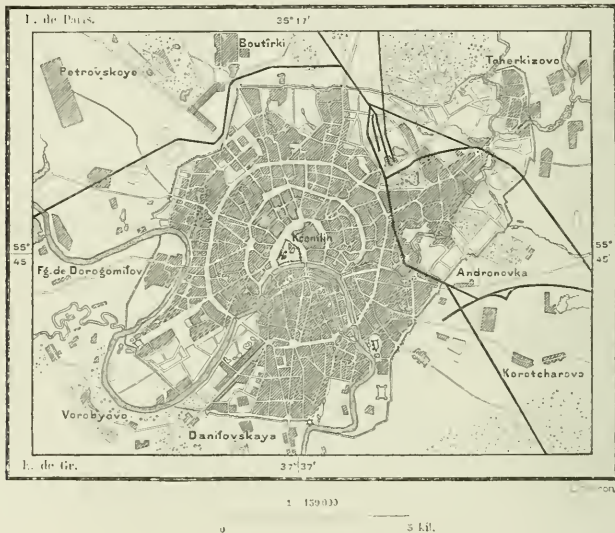 L. de Paris. 35°17'
Boutirki
Petrovskoye
Tcherkizovo
Kremlin
55° 45'
55° 45'
Fg. de Dorogomilov
Andronovka
Korotcharovo
Vorobyovo
Danilovskaya
E. de Gr. 37°37'
0 5 kil.